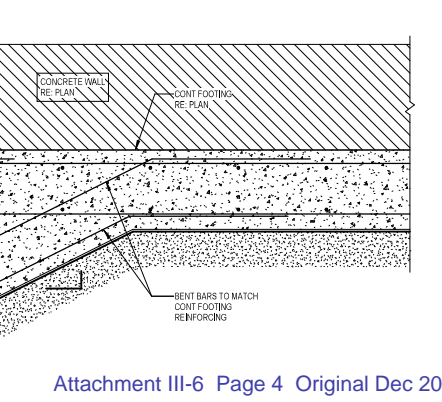 CONCRETE WALL
RE: PLAN
CONT FOOTING
RE: PLAN
BENT BARS TO MATCH
CONT FOOTING
REINFORCING
Attachment III-6 Page 4 Original Dec 20